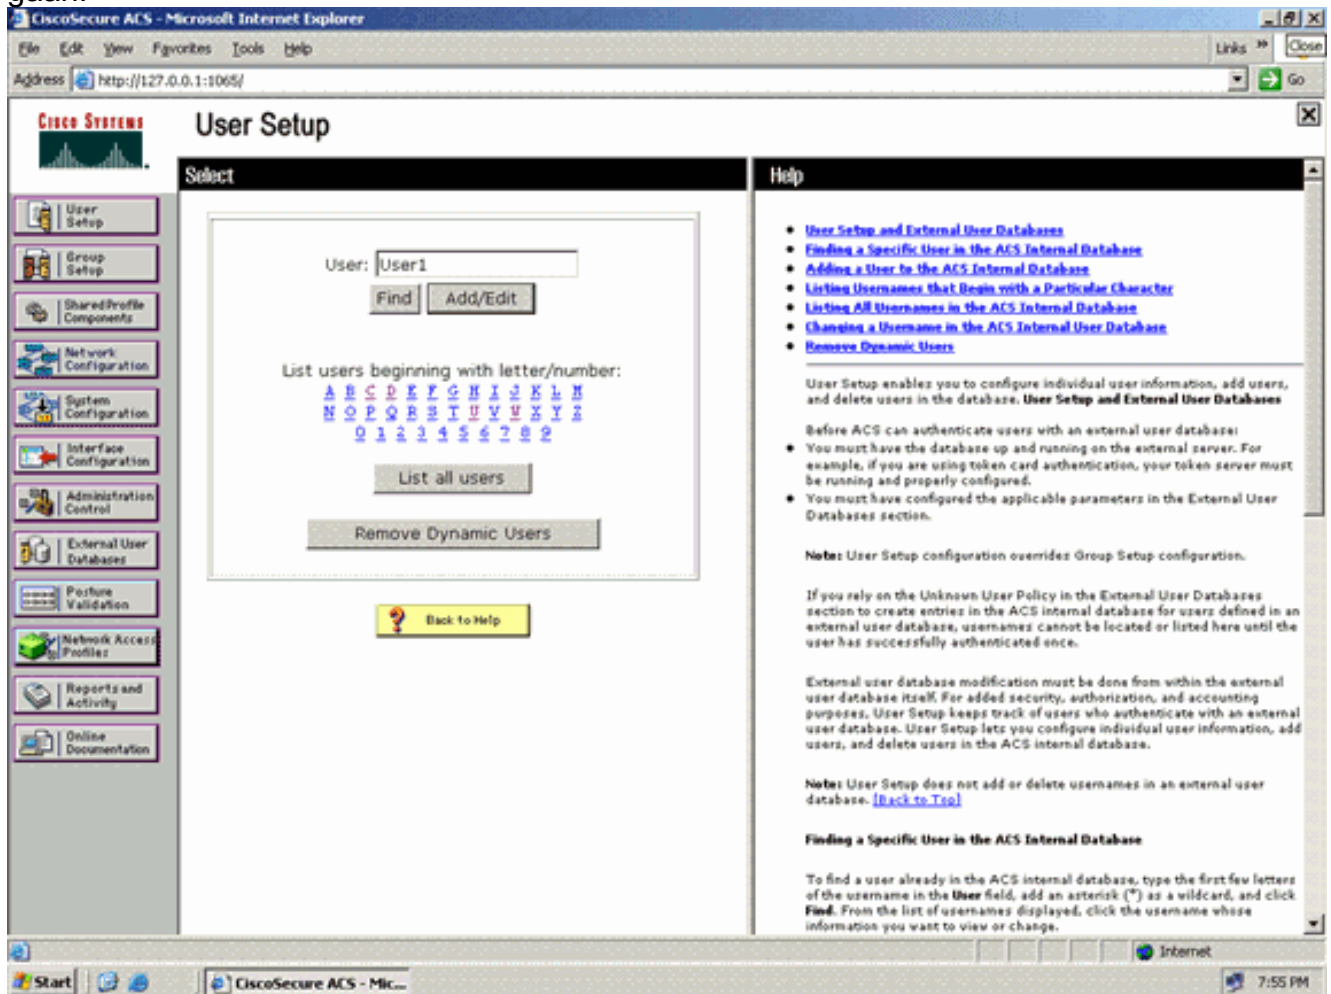 CiscoSecure ACS - Microsoft Internet Explorer
File Edit View Favorites Tools Help
Links »
Close
Address http://127.0.0.1:1065/
Go
CISCO SYSTEMS
User Setup
User Setup
Group Setup
Shared Profile Components
Network Configuration
System Configuration
Interface Configuration
Administration Control
External User Databases
Posture Validation
Network Access Profiles
Reports and Activity
Online Documentation
Select
User: User1
Find Add/Edit
List users beginning with letter/number:
A B C D E F G H I J K L M
N O P Q R S T U V W X Y Z
0 1 2 3 4 5 6 7 8 9
List all users
Remove Dynamic Users
? Back to Help
Help
• User Setup and External User Databases
• Finding a Specific User in the ACS Internal Database
• Adding a User to the ACS Internal Database
• Listing Usernames that Begin with a Particular Character
• Listing All Usernames in the ACS Internal Database
• Changing a Username in the ACS Internal User Database
• Remove Dynamic Users
User Setup enables you to configure individual user information, add users,
and delete users in the database. User Setup and External User Databases
Before ACS can authenticate users with an external user database:
• You must have the database up and running on the external server. For
example, if you are using token card authentication, your token server must
be running and properly configured.
• You must have configured the applicable parameters in the External User
Databases section.
Note: User Setup configuration overrides Group Setup configuration.
If you rely on the Unknown User Policy in the External User Databases
section to create entries in the ACS internal database for users defined in an
external user database, usernames cannot be located or listed here until the
user has successfully authenticated once.
External user database modification must be done from within the external
user database itself. For added security, authorization, and accounting
purposes, User Setup keeps track of users who authenticate with an external
user database. User Setup lets you configure individual user information, add
users, and delete users in the ACS internal database.
Note: User Setup does not add or delete usernames in an external user
database. [Back to Top]
Finding a Specific User in the ACS Internal Database
To find a user already in the ACS internal database, type the first few letters
of the username in the User field, add an asterisk (*) as a wildcard, and click
Find. From the list of usernames displayed, click the username whose
information you want to view or change.
Internet
Start
CiscoSecure ACS - Mic...
7:55 PM